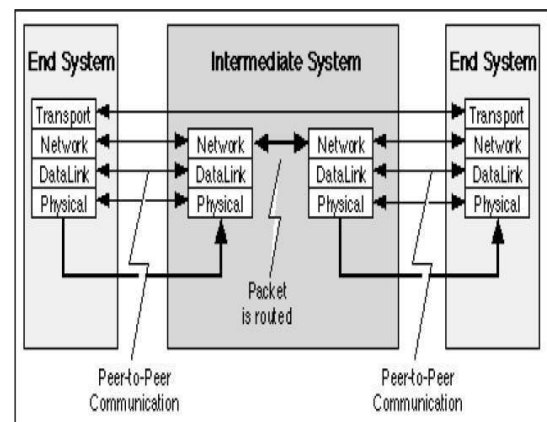 End System
Intermediate System
End System
Transport
Network
DataLink
Physical
Network
DataLink
Physical
Network
DataLink
Physical
Transport
Network
DataLink
Physical
Packet
is routed
Peer-to-Peer
Communication
Peer-to-Peer
Communication